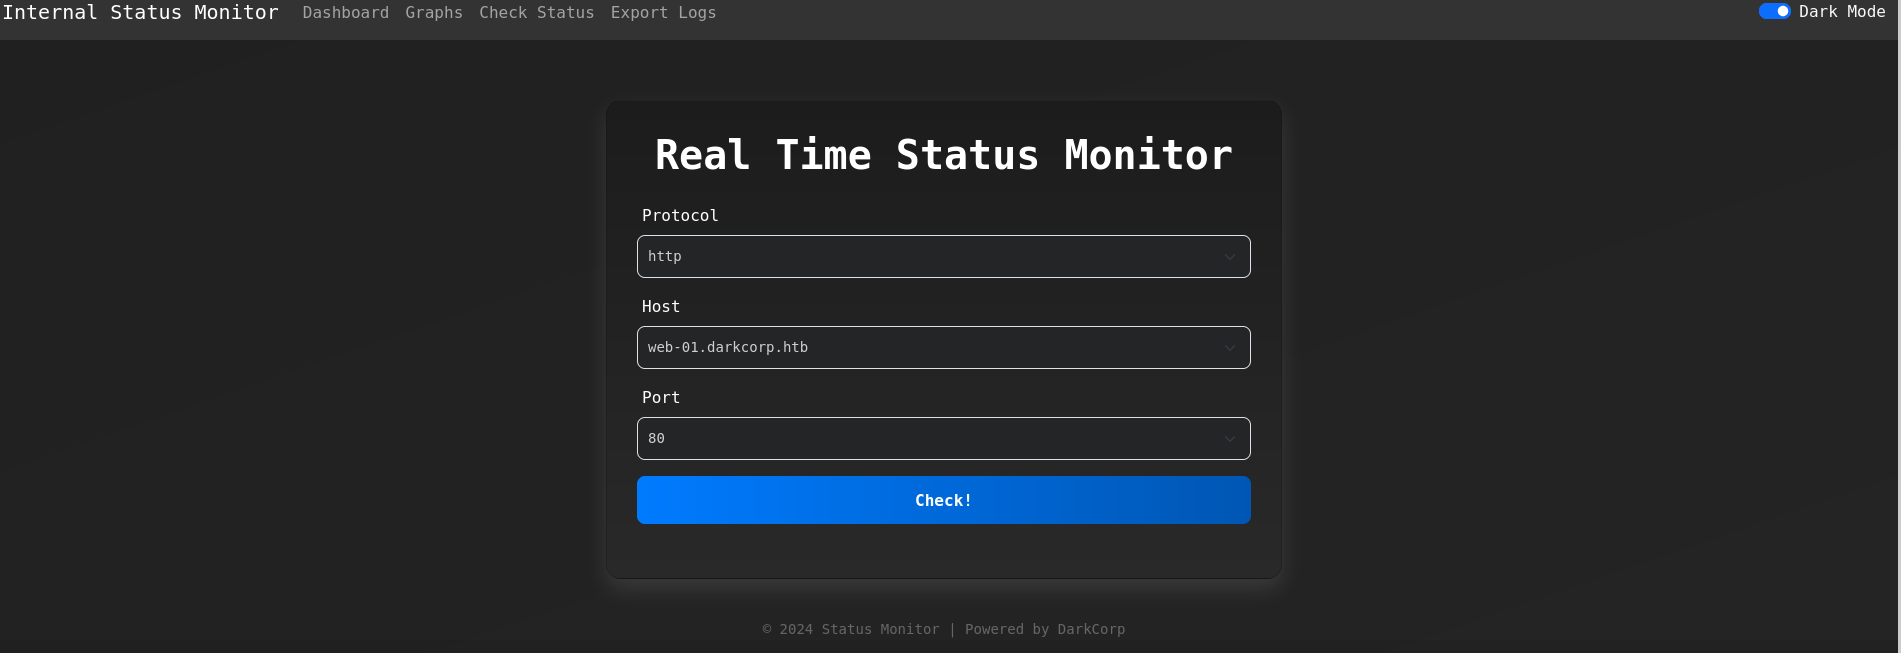 Internal Status Monitor Dashboard Graphs Check Status Export Logs Dark Mode
Real Time Status Monitor
Protocol
http
Host
web-01.darkcorp.htb
Port
80
Check!
© 2024 Status Monitor | Powered by DarkCorp